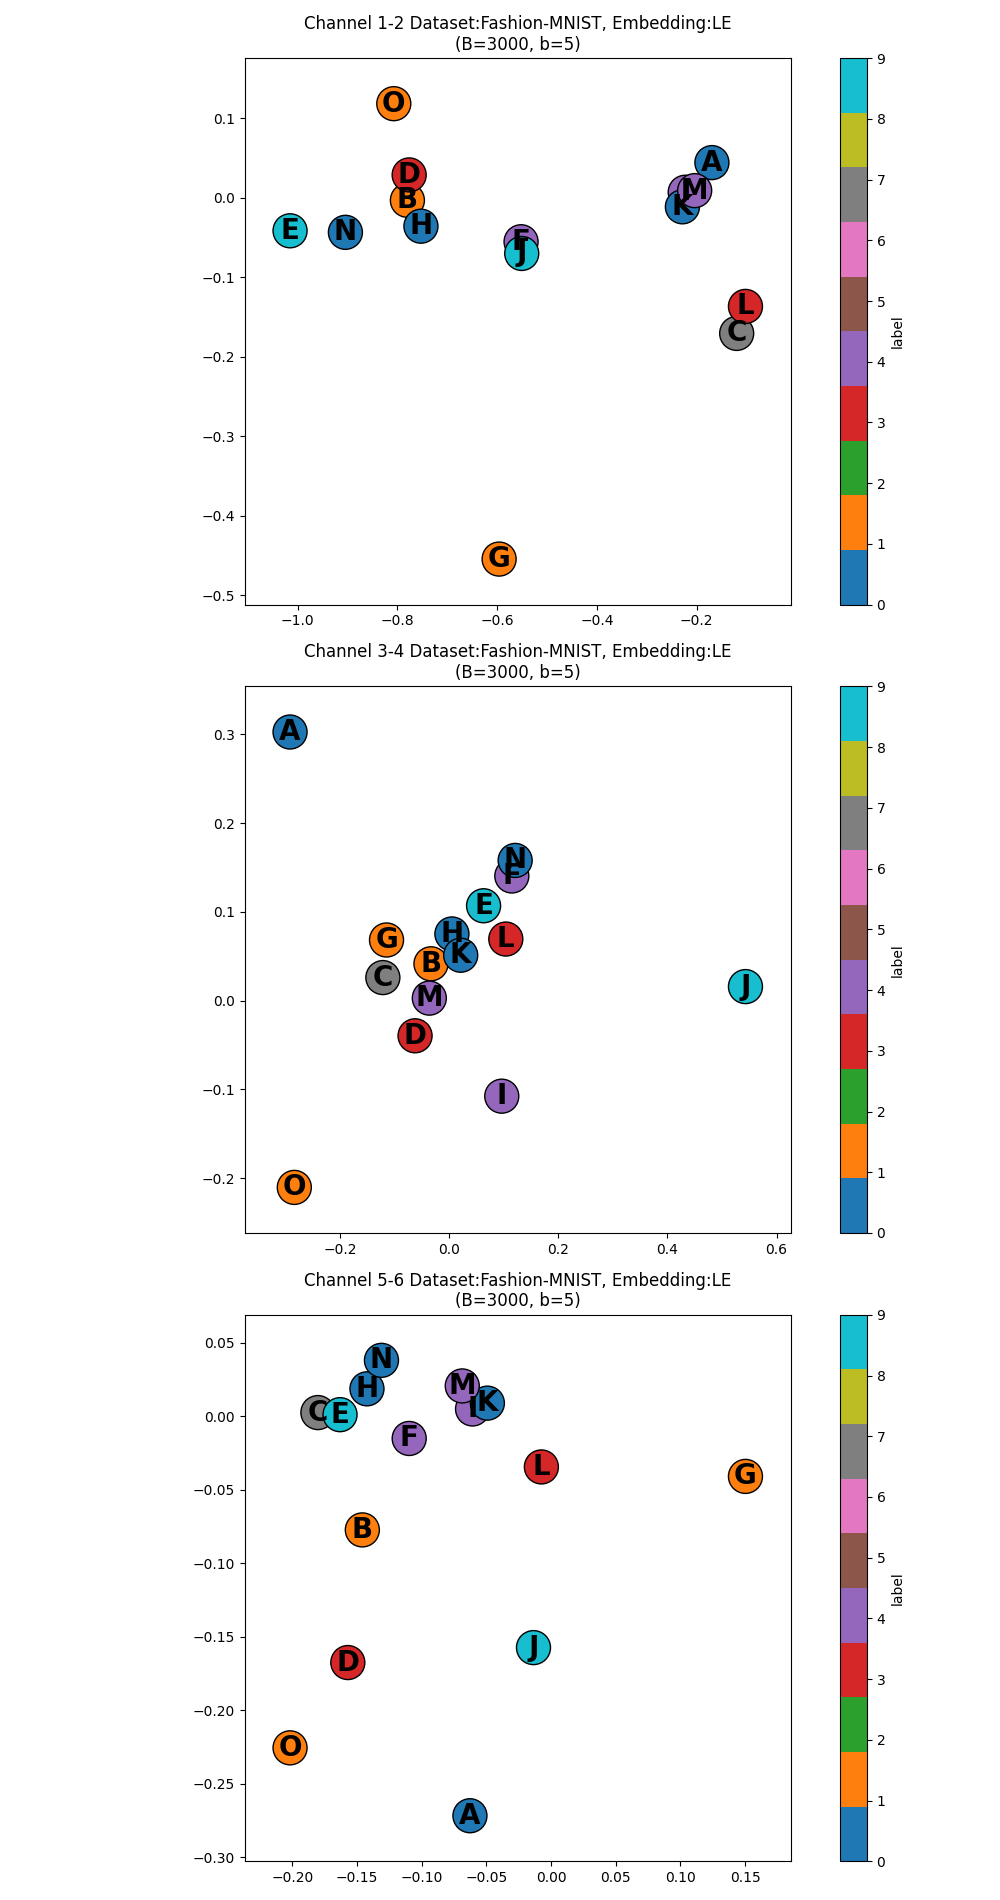 Channel 1-2 Dataset:Fashion-MNIST, Embedding:LE
(B=3000, b=5)
O
D
B
H
E
N
F
J
A
M
K
L
C
G
0.1
0.0
−0.1
−0.2
−0.3
−0.4
−0.5
−1.0 −0.8 −0.6 −0.4 −0.2
9
8
7
6
5
4
3
2
1
0
label
Channel 3-4 Dataset:Fashion-MNIST, Embedding:LE
(B=3000, b=5)
A
N
F
E
H
L
G
K
B
C
M
J
D
I
O
0.3
0.2
0.1
0.0
−0.1
−0.2
−0.2 0.0 0.2 0.4 0.6
9
8
7
6
5
4
3
2
1
0
label
Channel 5-6 Dataset:Fashion-MNIST, Embedding:LE
(B=3000, b=5)
N
H
M
I
K
C
E
F
L
G
B
D
J
O
A
0.05
0.00
−0.05
−0.10
−0.15
−0.20
−0.25
−0.30
−0.20 −0.15 −0.10 −0.05 0.00 0.05 0.10 0.15
9
8
7
6
5
4
3
2
1
0
label